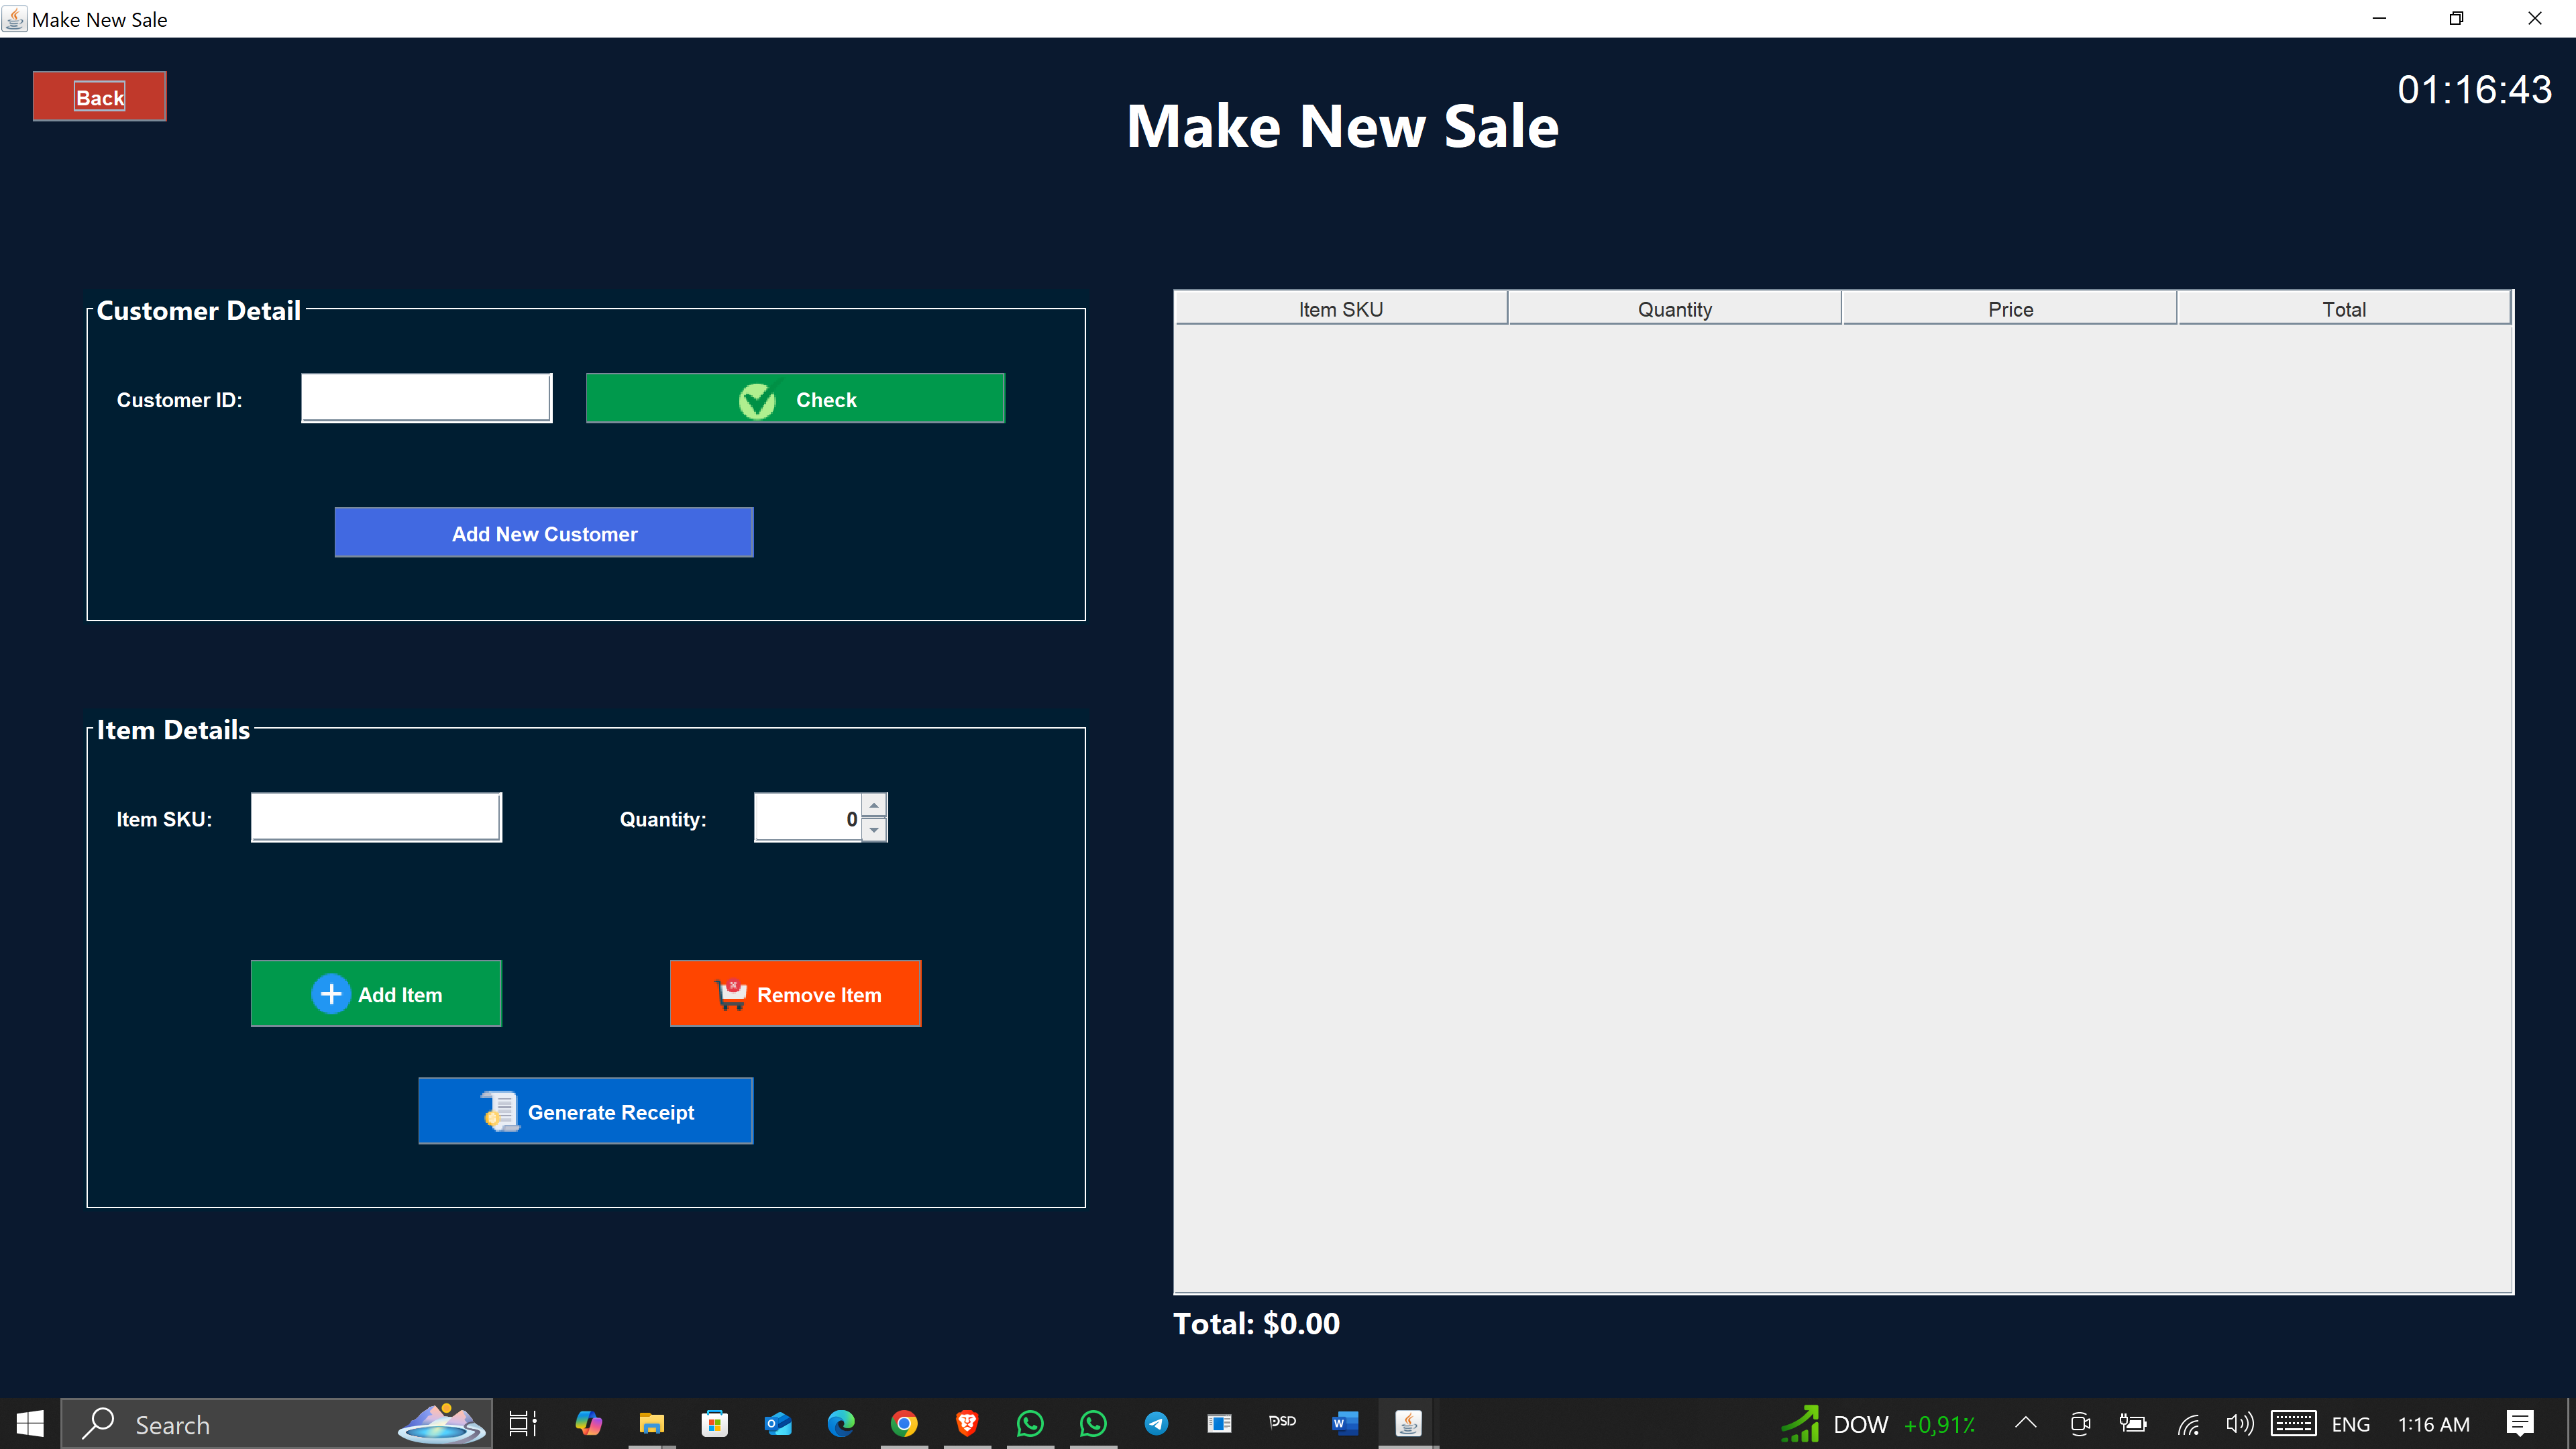 Make New Sale
Back
Make New Sale
01:16:43
Customer Detail
Customer ID:
Check
Add New Customer
Item Details
Item SKU:
Quantity:
0
Add Item
Remove Item
Generate Receipt
Item SKU
Quantity
Price
Total
Total: $0.00
Search
PSD
W
DOW +0,91%
ENG
1:16 AM